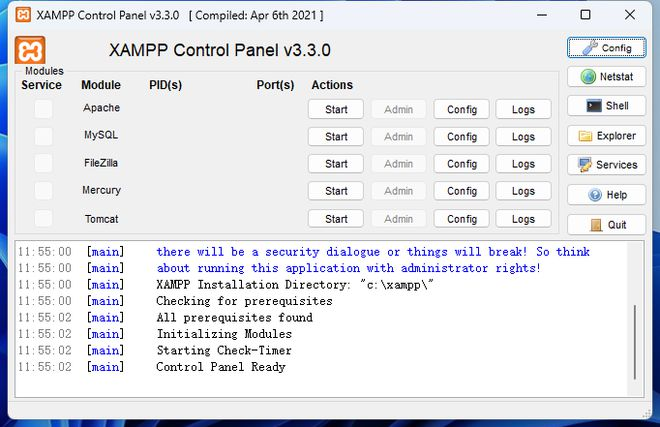 XAMPP Control Panel v3.3.0 [ Compiled: Apr 6th 2021 ]
XAMPP Control Panel v3.3.0
Config
Modules
Service Module PID(s) Port(s) Actions
Netstat
Apache Start Admin Config Logs
Shell
MySQL Start Admin Config Logs
Explorer
FileZilla Start Admin Config Logs
Services
Mercury Start Admin Config Logs
Help
Tomcat Start Admin Config Logs
Quit
11:55:00 [main] there will be a security dialogue or things will break! So think
11:55:00 [main] about running this application with administrator rights!
11:55:00 [main] XAMPP Installation Directory: "c:\xampp\"
11:55:00 [main] Checking for prerequisites
11:55:02 [main] All prerequisites found
11:55:02 [main] Initializing Modules
11:55:02 [main] Starting Check-Timer
11:55:02 [main] Control Panel Ready